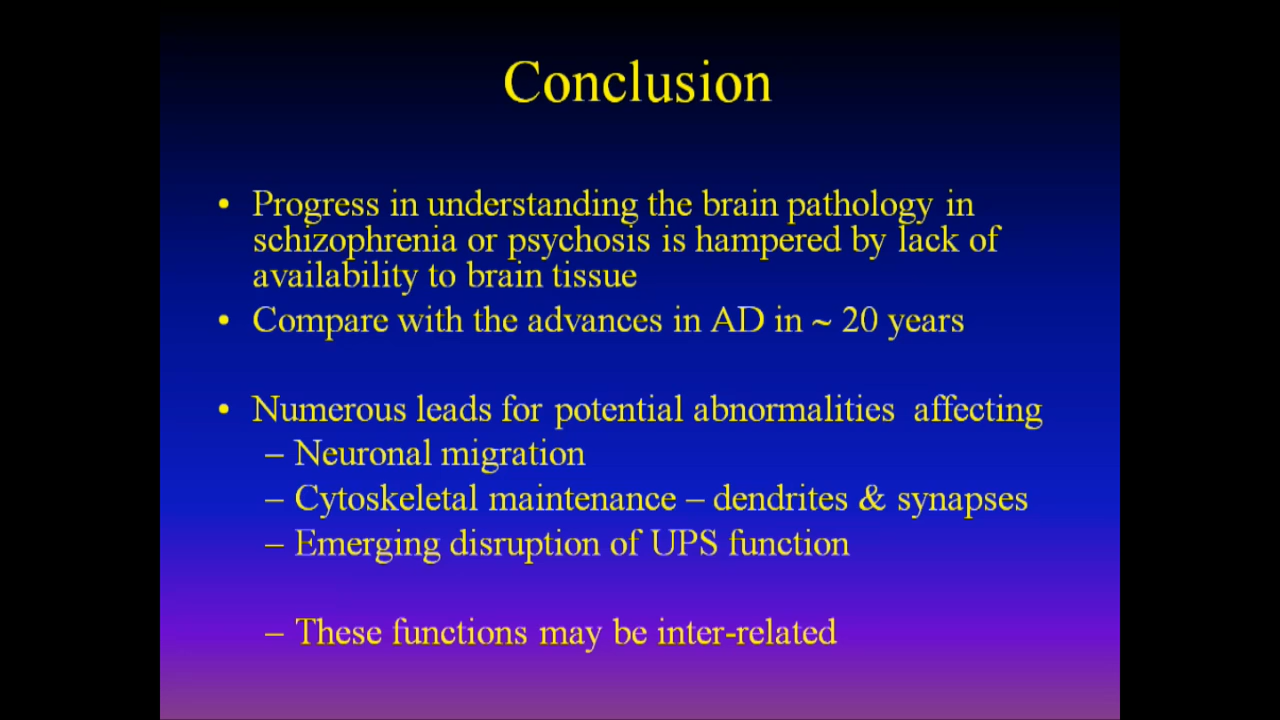 Conclusion
• Progress in understanding the brain pathology in
schizophrenia or psychosis is hampered by lack of
availability to brain tissue
• Compare with the advances in AD in ~ 20 years
• Numerous leads for potential abnormalities affecting
– Neuronal migration
– Cytoskeletal maintenance – dendrites & synapses
– Emerging disruption of UPS function
– These functions may be inter-related